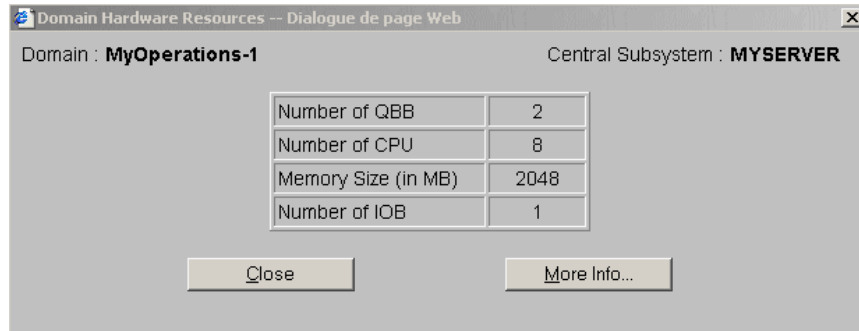 Domain Hardware Resources -- Dialogue de page Web
Domain : MyOperations-1 Central Subsystem : MYSERVER
Number of QBB 2
Number of CPU 8
Memory Size (in MB) 2048
Number of IOB 1
Close More Info...